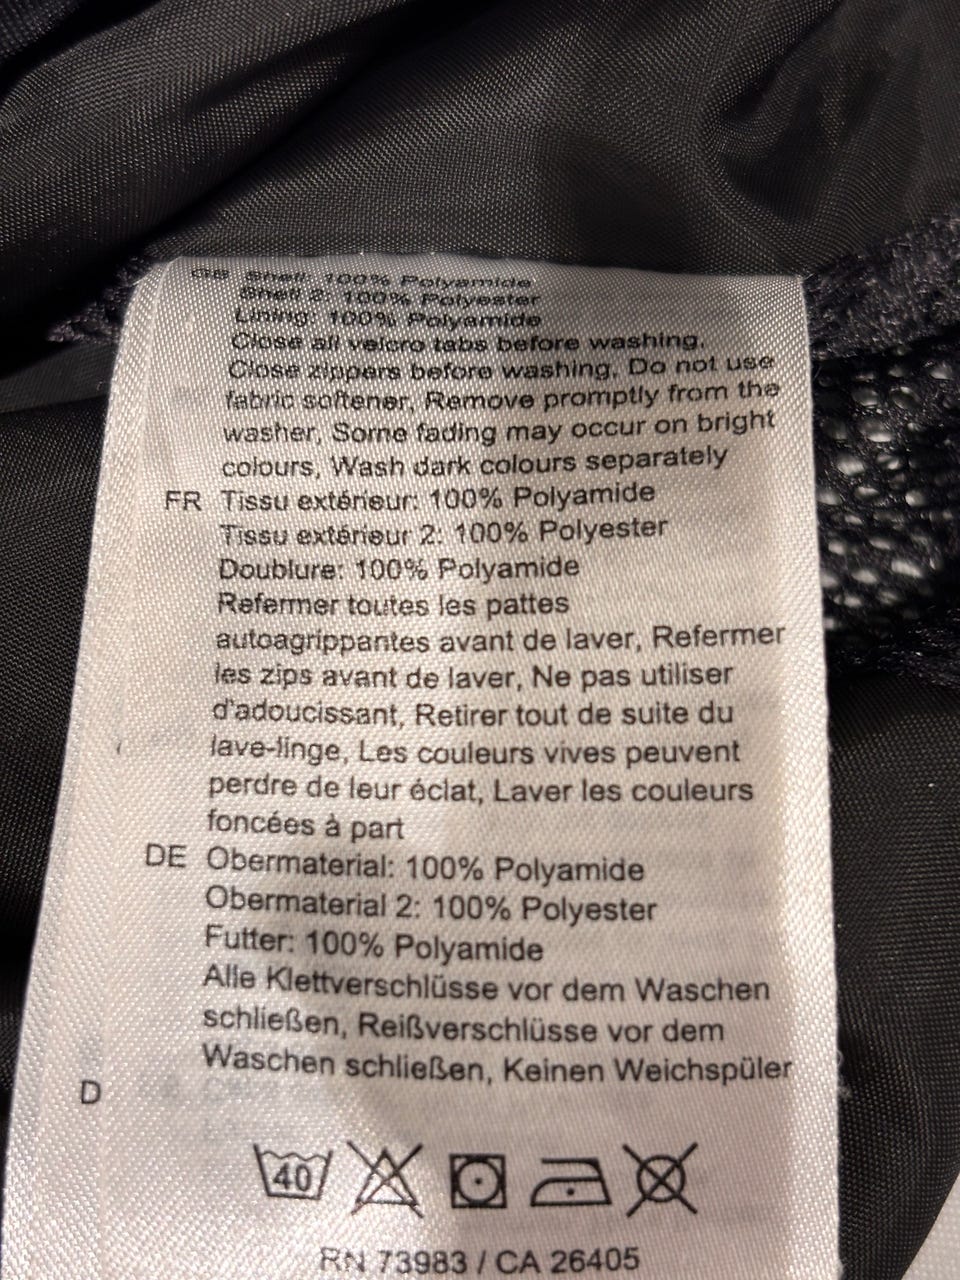 GB Shell: 100% Polyamide
Shell 2: 100% Polyester
Lining: 100% Polyamide
Close all velcro tabs before washing,
Close zippers before washing, Do not use
fabric softener, Remove promptly from the
washer, Some fading may occur on bright
colours, Wash dark colours separately
FR Tissu extérieur: 100% Polyamide
Tissu extérieur 2: 100% Polyester
Doublure: 100% Polyamide
Refermer toutes les pattes
autoagrippantes avant de laver, Refermer
les zips avant de laver, Ne pas utiliser
d'adoucissant, Retirer tout de suite du
lave-linge, Les couleurs vives peuvent
perdre de leur éclat, Laver les couleurs
foncées à part
DE Obermaterial: 100% Polyamide
Obermaterial 2: 100% Polyester
Futter: 100% Polyamide
Alle Klettverschlüsse vor dem Waschen
schließen, Reißverschlüsse vor dem
Waschen schließen, Keinen Weichspüler
D
40
RN 73983 / CA 26405